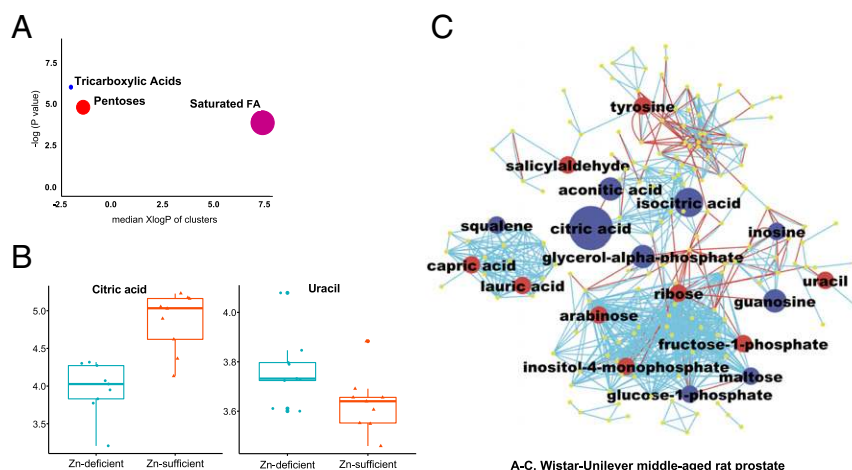 A
7.5
5.0
2.5
0.0
-log (P value)
Tricarboxylic Acids
Pentoses
Saturated FA
-2.5
0.0
2.5
5.0
7.5
median XlogP of clusters
B
Citric acid
5.0
4.0
3.5
Zn-deficient
Zn-sufficient
Uracil
4.0
3.8
3.6
Zn-deficient
Zn-sufficient
C
tyrosine
salicylaldehyde
aconitic acid
isocitric acid
squalene
citric acid
inosine
glycerol-alpha-phosphate
capric acid
uracil
lauric acid
ribose
guanosine
arabinose
fructose-1-phosphate
inositol-4-monophosphate
maltose
glucose-1-phosphate
A-C. Wistar-Unilever middle-aged rat prostate